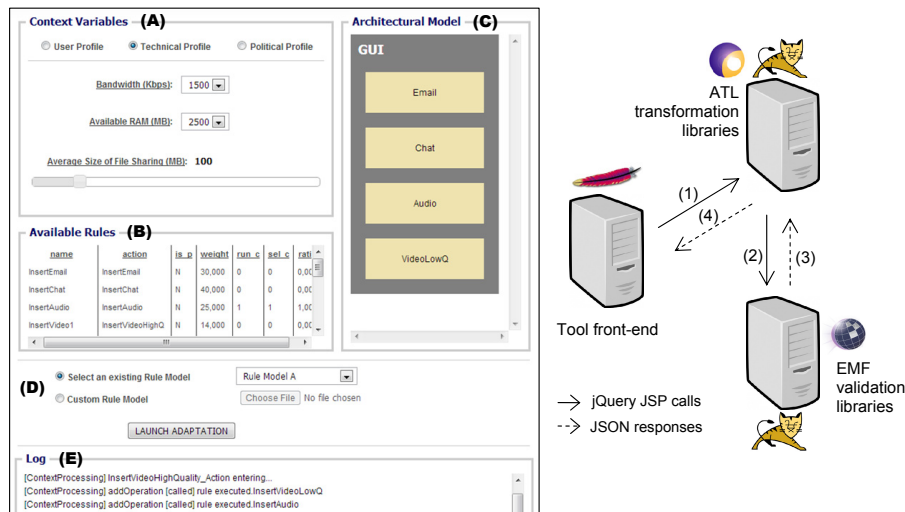 Context Variables (A)
User Profile Technical Profile Political Profile
Bandwidth (Kbps): 1500
Available RAM (MB): 2500
Average Size of File Sharing (MB): 100
Available Rules (B)
name action is_p weight run_c sel_c rati
InsertEmail InsertEmail N 30,000 0 0 0,00
InsertChat InsertChat N 40,000 0 0 0,00
InsertAudio InsertAudio N 25,000 1 1 1,00
InsertVideo1 InsertVideoHighQ N 14,000 0 0 0,00
Architectural Model (C)
GUI
Email
Chat
Audio
VideoLowQ
(D)
Select an existing Rule Model Rule Model A
Custom Rule Model Choose File No file chosen
LAUNCH ADAPTATION
Log (E)
[ContextProcessing] InsertVideoHighQuality_Action entering...
[ContextProcessing] addOperation [called] rule executed.InsertVideoLowQ
[ContextProcessing] addOperation [called] rule executed.InsertAudio
ATL
transformation
libraries
(1)
(4)
(2)
(3)
Tool front-end
EMF
validation
libraries
jQuery JSP calls
JSON responses